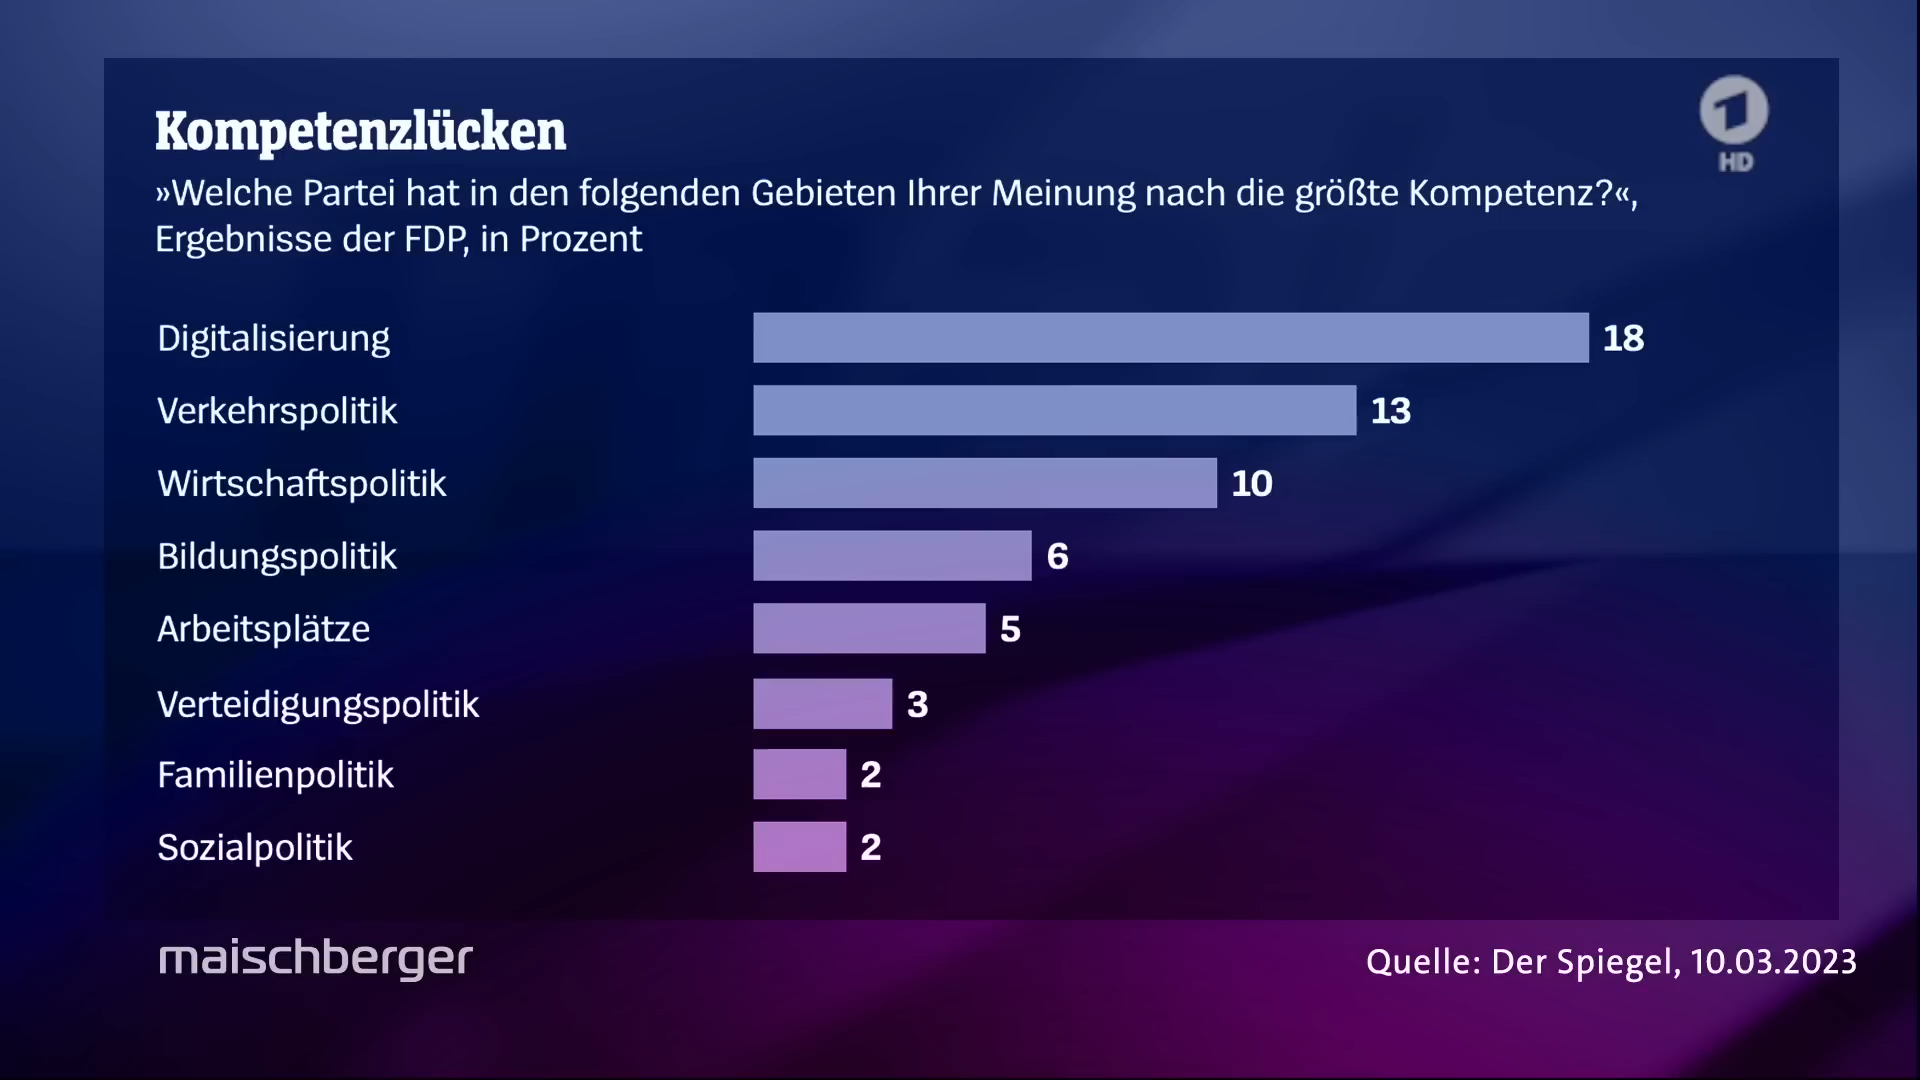 Kompetenzlücken
»Welche Partei hat in den folgenden Gebieten Ihrer Meinung nach die größte Kompetenz?«,
Ergebnisse der FDP, in Prozent
1
HD
Digitalisierung 18
Verkehrspolitik 13
Wirtschaftspolitik 10
Bildungspolitik 6
Arbeitsplätze 5
Verteidigungspolitik 3
Familienpolitik 2
Sozialpolitik 2
maischberger
Quelle: Der Spiegel, 10.03.2023